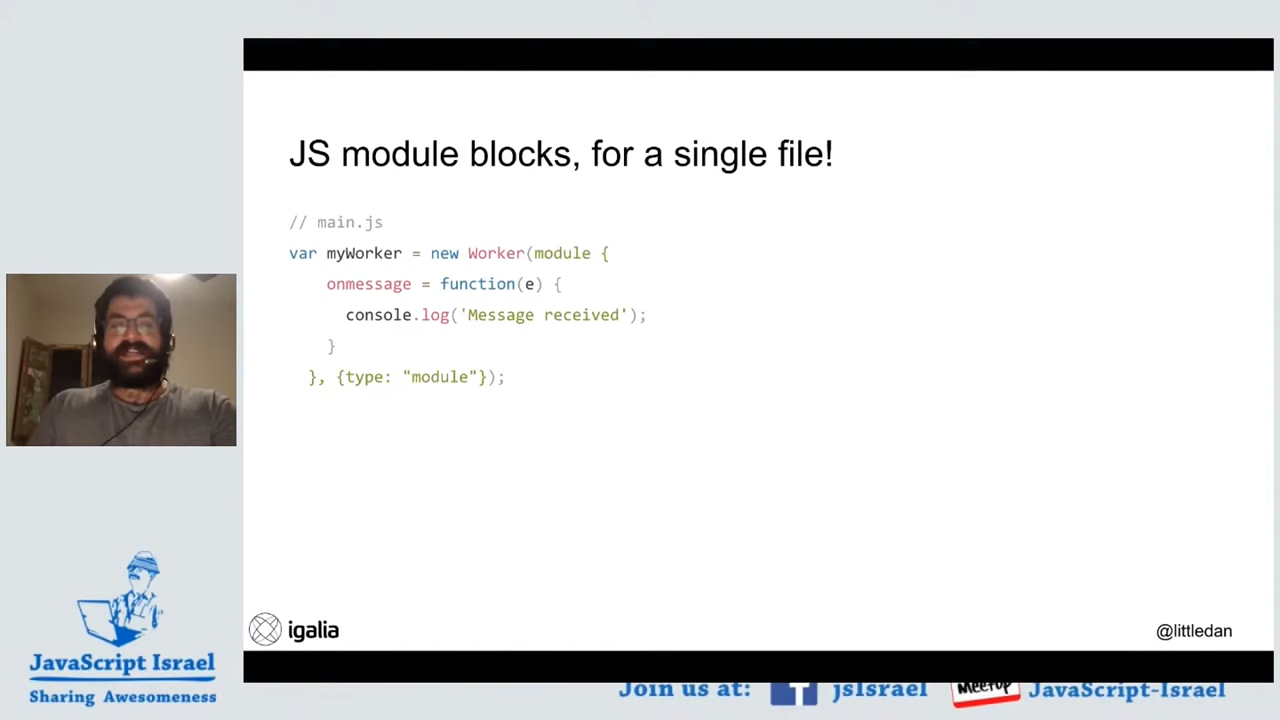 JS module blocks, for a single file!
// main.js
var myWorker = new Worker(module {
onmessage = function(e) {
console.log('Message received');
}
}, {type: "module"});
igalia
@littledan
JavaScript Israel
Sharing Awesomeness
Join us at: f jsIsrael Meetup JavaScript-Israel